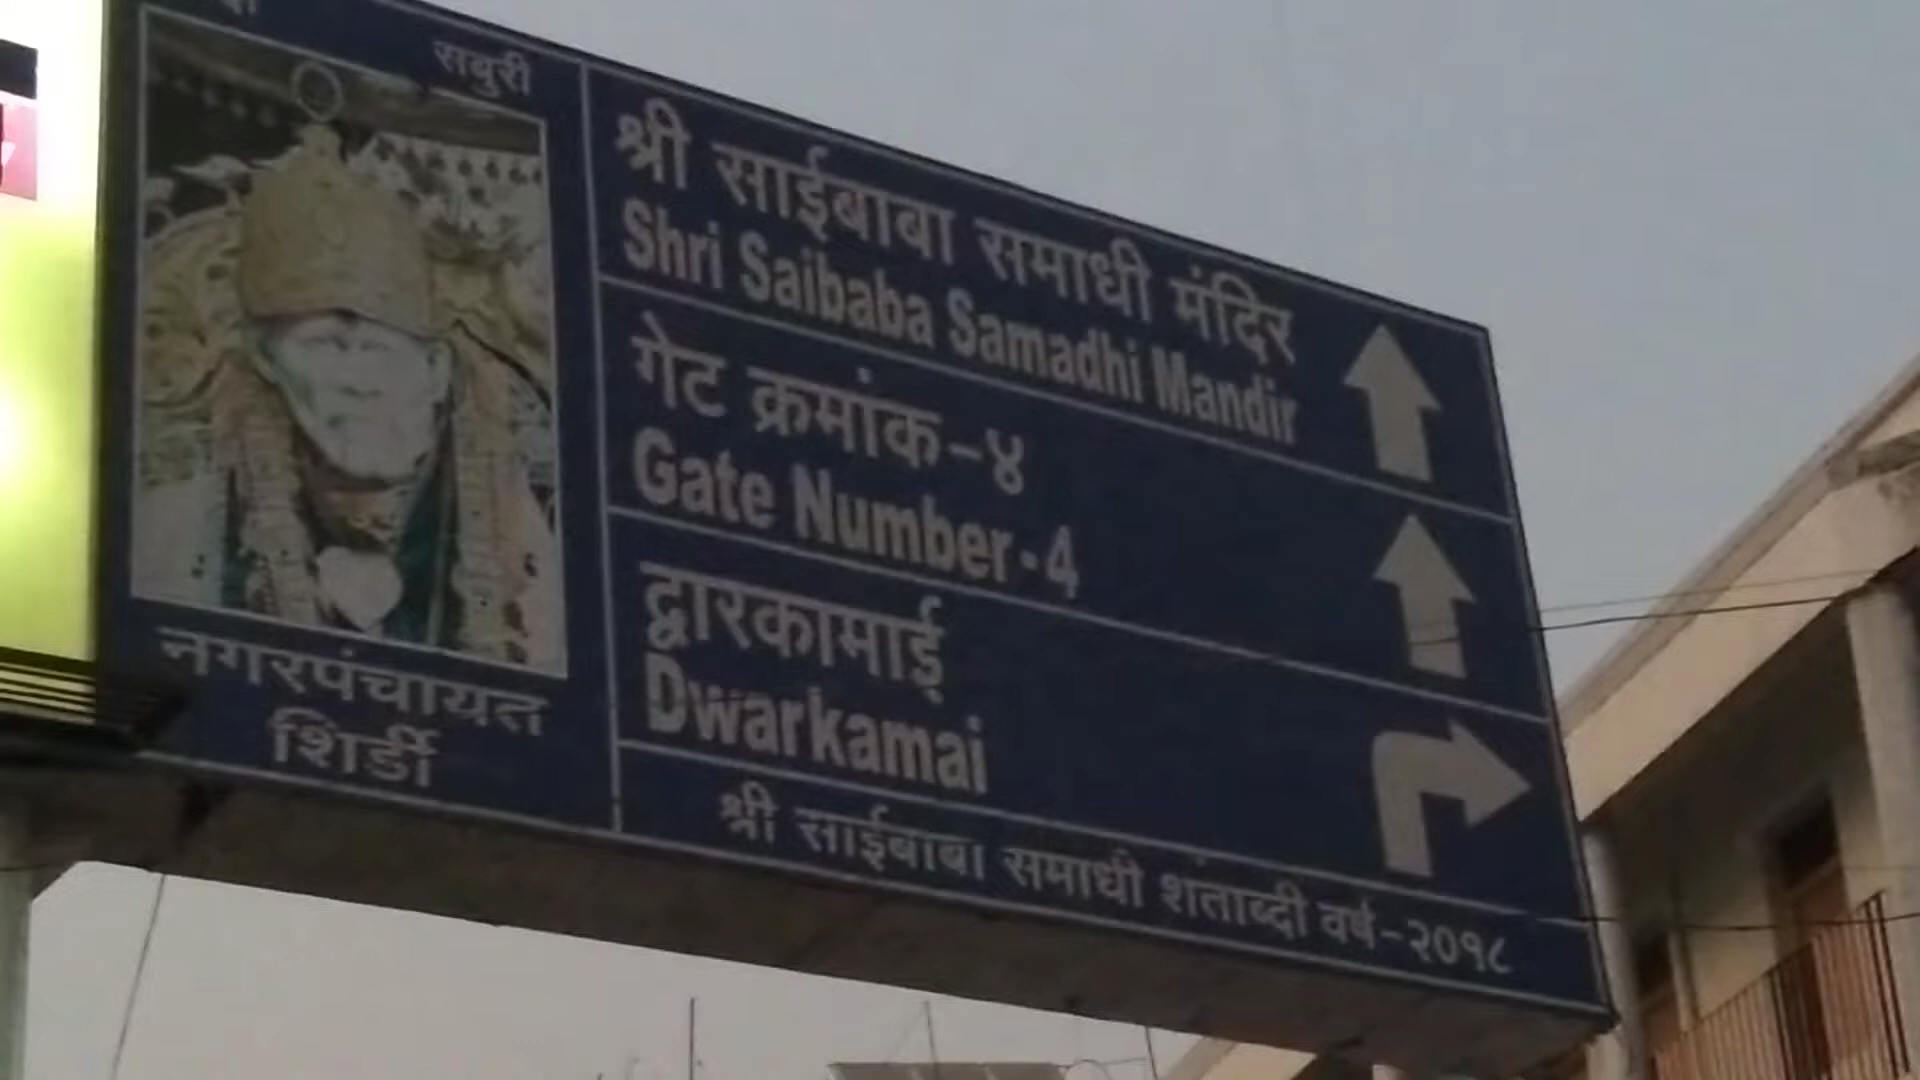 सबुरी
नगरपंचायत
शिर्डी
श्री साईबाबा समाधी मंदिर
Shri Saibaba Samadhi Mandir
गेट क्रमांक-४
Gate Number-4
द्वारकामाई
Dwarkamai
श्री साईबाबा समाधी शताब्दी वर्ष-२०१८